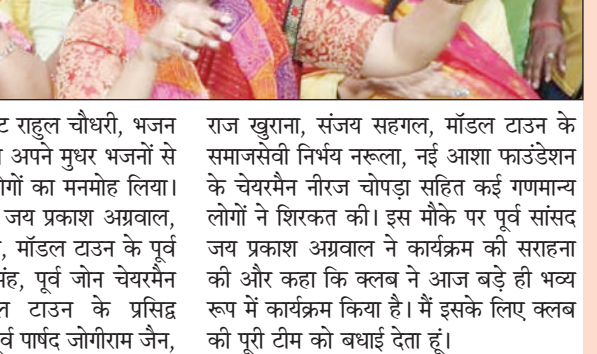 राहुल चौधरी, भजन
अपने मुधर भजनों से
का मनमोह लिया।
जय प्रकाश अग्रवाल,
मॉडल टाउन के पूर्व
पूर्व जोन चेयरमैन
टाउन के प्रसिद्व
पार्षद जोगीराम जैन,
राज खुराना, संजय सहगल, मॉडल टाउन के
समाजसेवी निर्भय नरूला, नई आशा फाउंडेशन
के चेयरमैन नीरज चोपड़ा सहित कई गणमान्य
लोगों ने शिरकत की। इस मौके पर पूर्व सांसद
जय प्रकाश अग्रवाल ने कार्यक्रम की सराहना
की और कहा कि क्लब ने आज बड़े ही भव्य
रूप में कार्यक्रम किया है। मैं इसके लिए क्लब
की पूरी टीम को बधाई देता हूं।